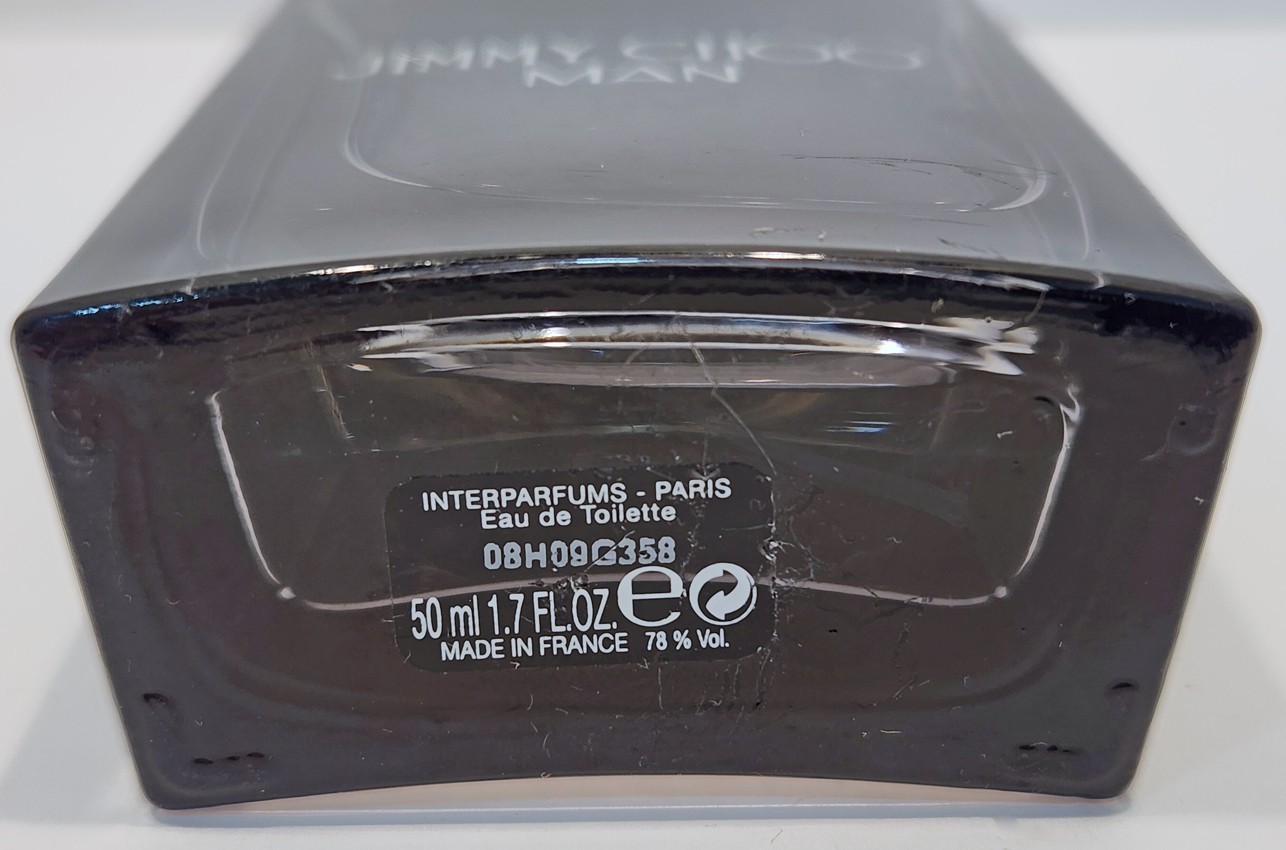 JIMMY CHOO
MAN
INTERPARFUMS - PARIS
Eau de Toilette
08H09G358
50 ml 1.7 FL.OZ. e
MADE IN FRANCE 78 % Vol.